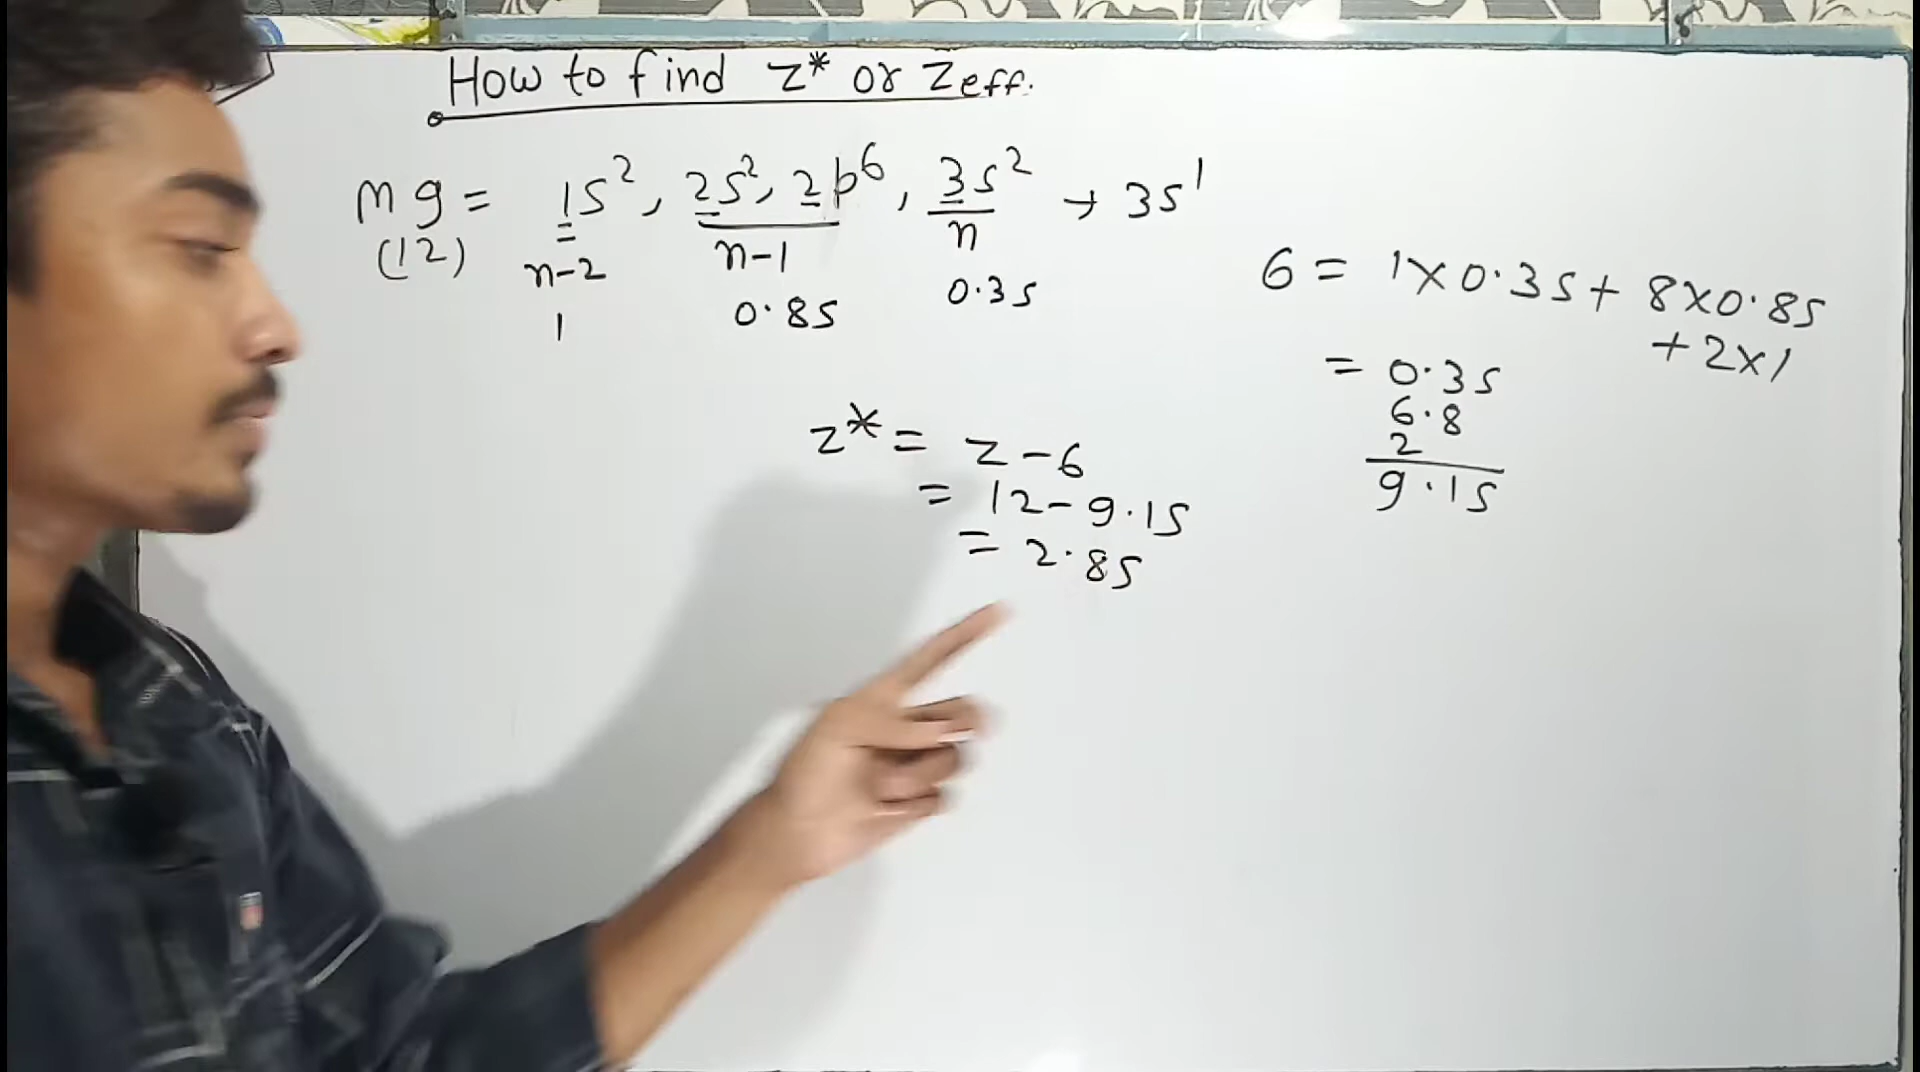 How to find z* or Zeff.
mg = 1s², 2s², 2p⁶, 3s² → 3s¹
(12) n-2 n-1 n
1 0.85 0.35
6 = 1×0.35 + 8×0.85
+ 2×1
= 0.35
6.8
2
9.15
z* = z - 6
= 12 - 9.15
= 2.85